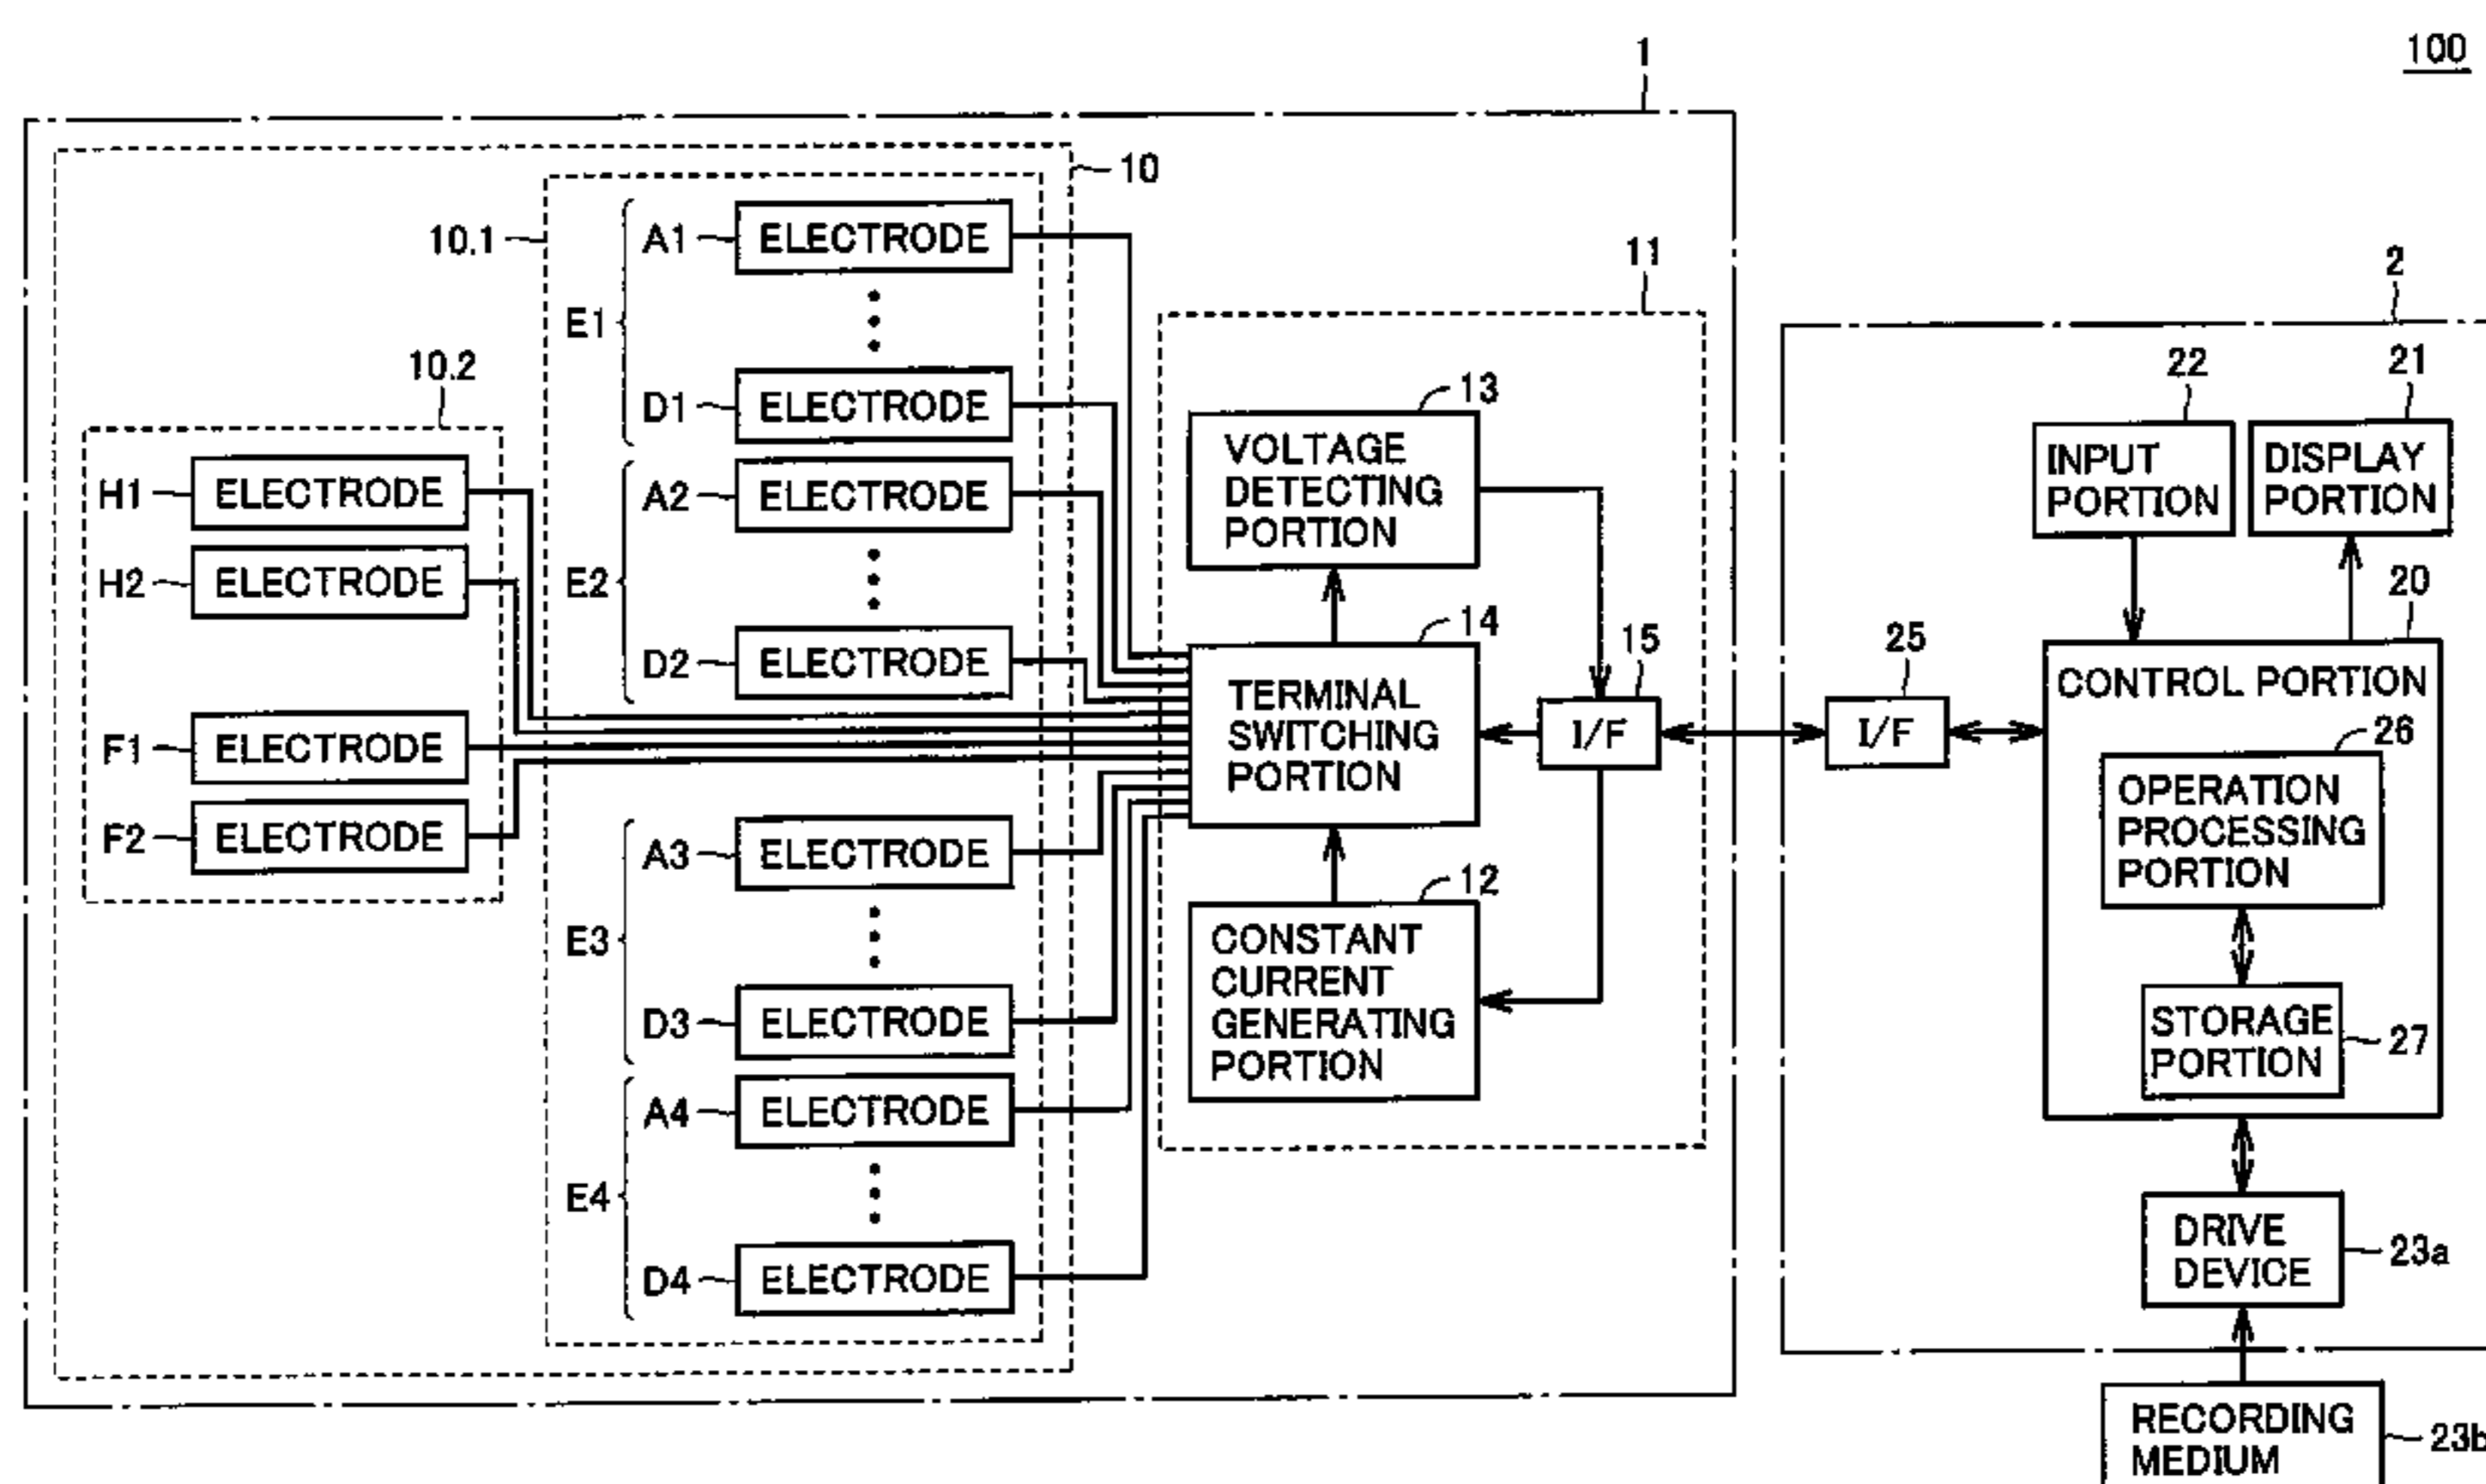 100
1
10
10.1
A1
ELECTRODE
E1
D1
ELECTRODE
A2
ELECTRODE
E2
D2
ELECTRODE
10.2
H1
ELECTRODE
H2
ELECTRODE
F1
ELECTRODE
F2
ELECTRODE
A3
ELECTRODE
E3
D3
ELECTRODE
A4
ELECTRODE
E4
D4
ELECTRODE
11
13
VOLTAGE
DETECTING
PORTION
14
TERMINAL
SWITCHING
PORTION
15
I/F
12
CONSTANT
CURRENT
GENERATING
PORTION
2
22
INPUT
PORTION
21
DISPLAY
PORTION
20
25
I/F
CONTROL PORTION
26
OPERATION
PROCESSING
PORTION
STORAGE
PORTION
27
DRIVE
DEVICE
23a
RECORDING
MEDIUM
23b